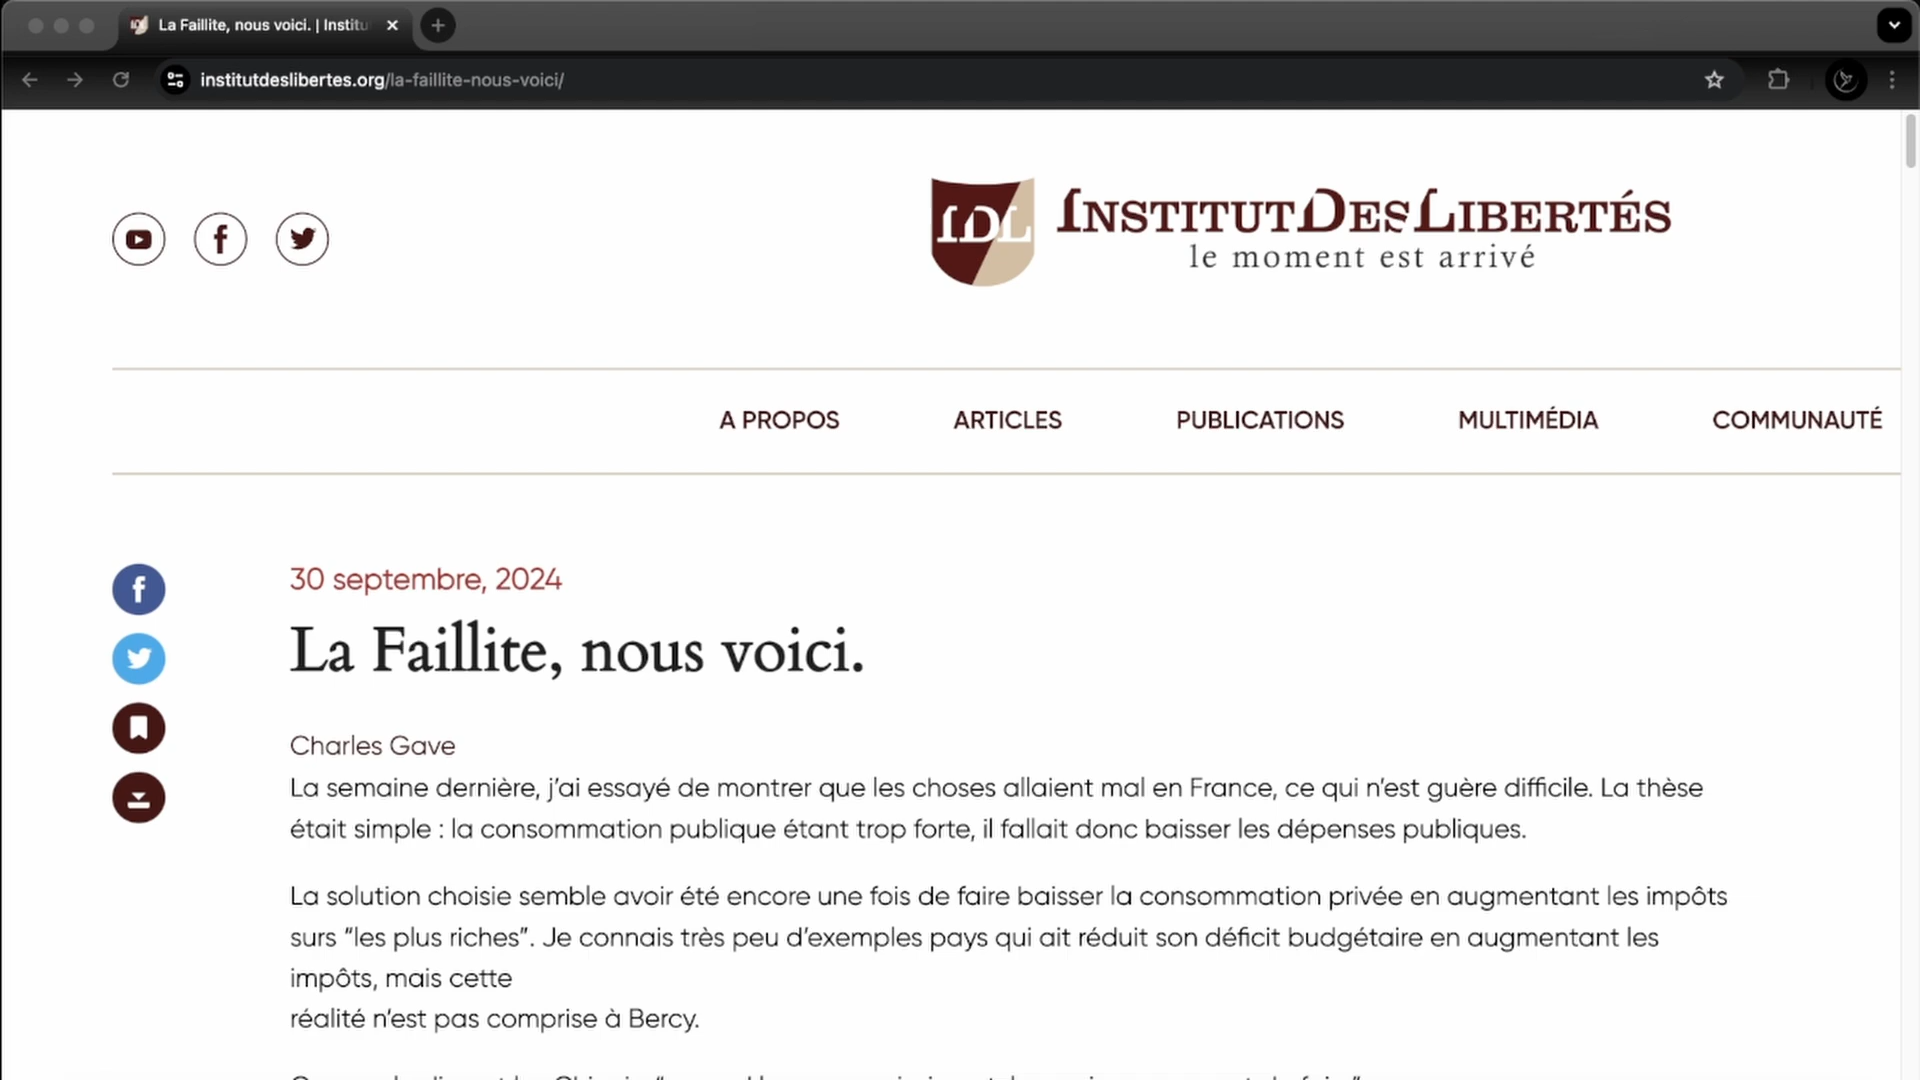 La Faillite, nous voici. | Institu
institutdeslibertes.org/la-faillite-nous-voici/
IDL
INSTITUTDESLIBERTÉS
le moment est arrivé
A PROPOS ARTICLES PUBLICATIONS MULTIMÉDIA COMMUNAUTÉ
30 septembre, 2024
La Faillite, nous voici.
Charles Gave
La semaine dernière, j’ai essayé de montrer que les choses allaient mal en France, ce qui n’est guère difficile. La thèse
était simple : la consommation publique étant trop forte, il fallait donc baisser les dépenses publiques.
La solution choisie semble avoir été encore une fois de faire baisser la consommation privée en augmentant les impôts
surs “les plus riches”. Je connais très peu d’exemples pays qui ait réduit son déficit budgétaire en augmentant les
impôts, mais cette
réalité n’est pas comprise à Bercy.